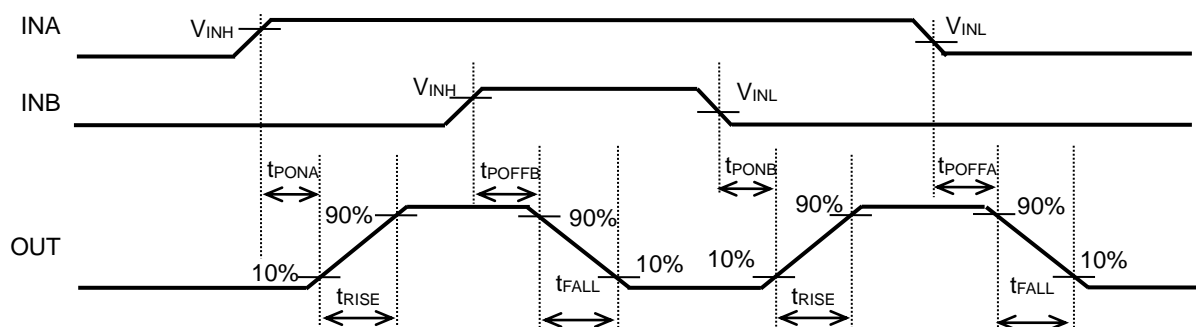 INA
VINH
VINL
INB
VINH
VINL
tPONA
tPOFFB
tPONB
tPOFFA
OUT
90%
90%
90%
90%
10%
10%
10%
10%
tRISE
tFALL
tRISE
tFALL